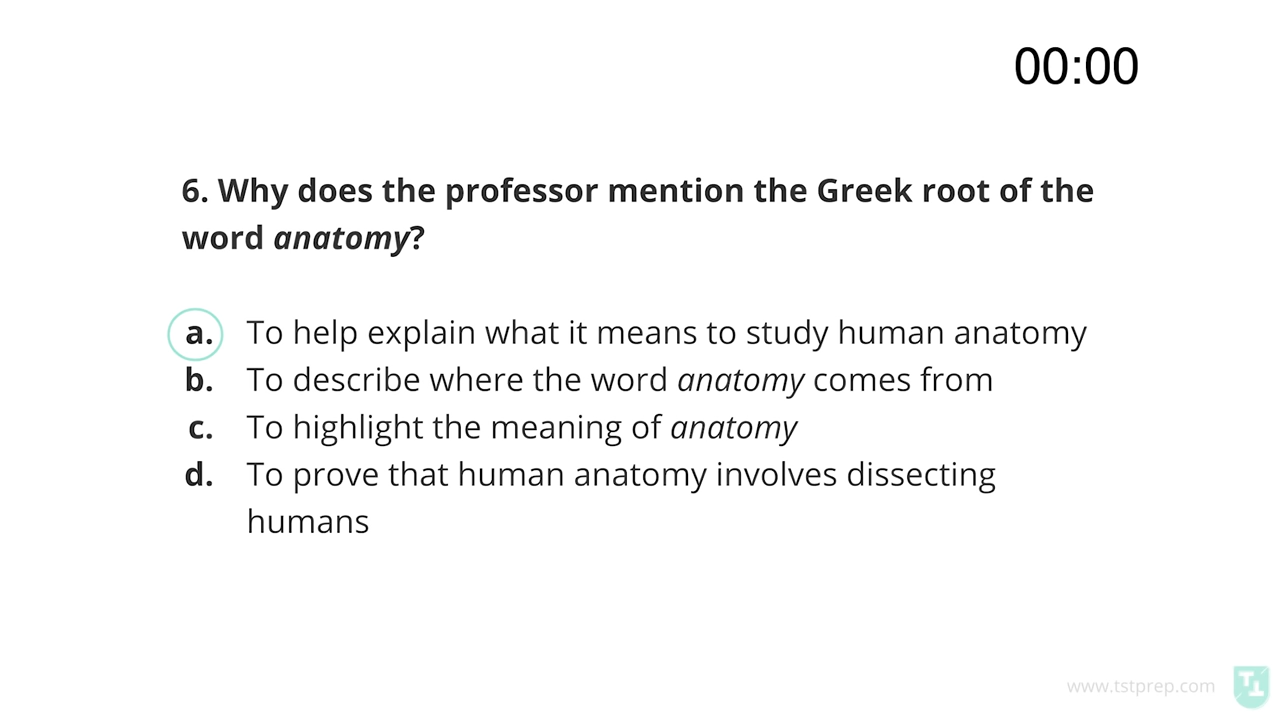 00:00
6. Why does the professor mention the Greek root of the
word anatomy?
a. To help explain what it means to study human anatomy
b. To describe where the word anatomy comes from
c. To highlight the meaning of anatomy
d. To prove that human anatomy involves dissecting
humans
www.tstprep.com